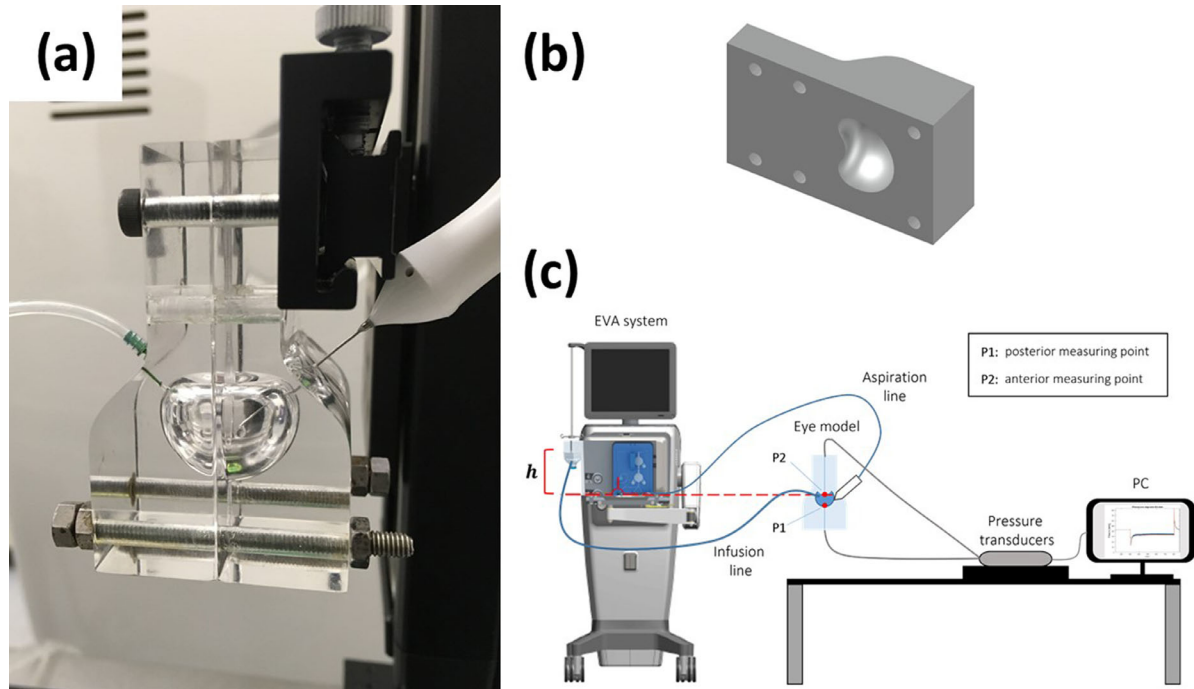 (a)
(b)
(c)
EVA system
P1: posterior measuring point
P2: anterior measuring point
Aspiration
line
Eye model
h
P2
P1
PC
Pressure
transducers
Infusion
line